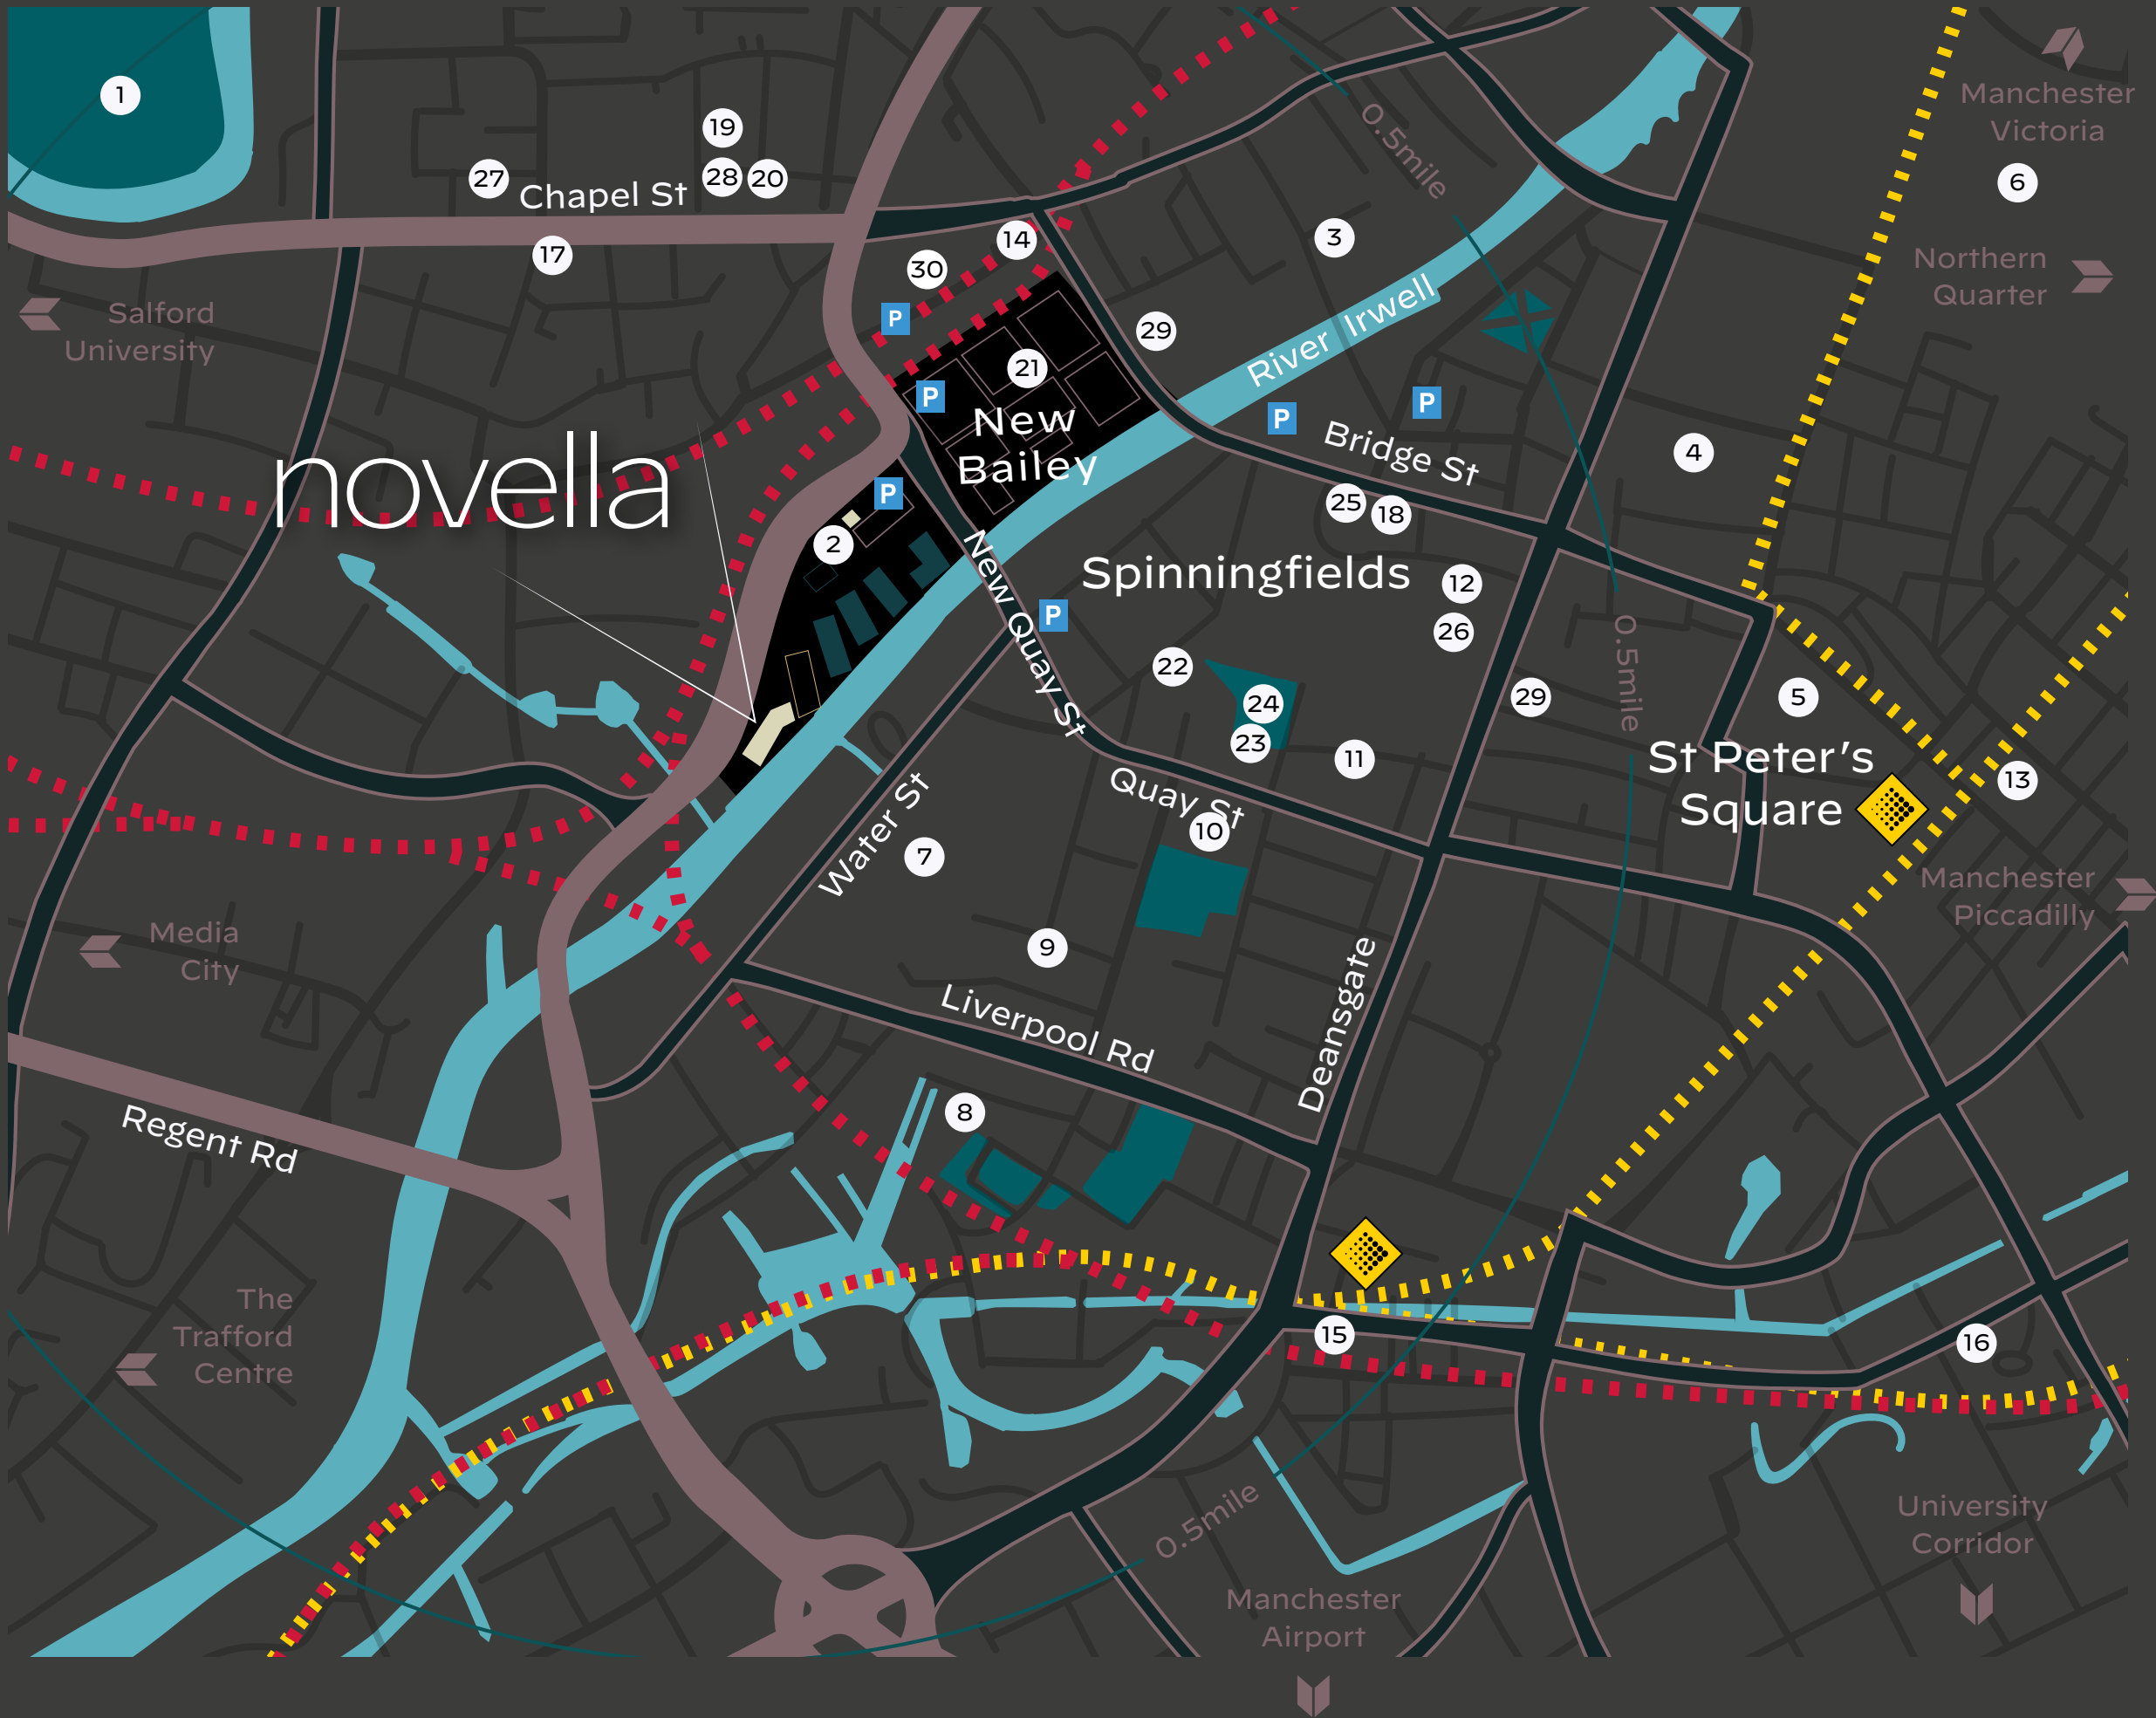 1
19
27
28
20
Chapel St
17
14
30
3
0.5mile
Manchester
Victoria
6
Northern
Quarter
Salford
University
P
29
River Irwell
21
P
New
Bailey
P
P
Bridge St
4
novella
P
2
25
18
New Quay St
Spinningfields
12
26
P
22
24
23
11
29
0.5mile
5
St Peter's
Square
13
Quay St
10
Water St
7
Manchester
Piccadilly
Media
City
9
Liverpool Rd
Deansgate
Regent Rd
8
The
Trafford
Centre
15
16
0.5mile
University
Corridor
Manchester
Airport